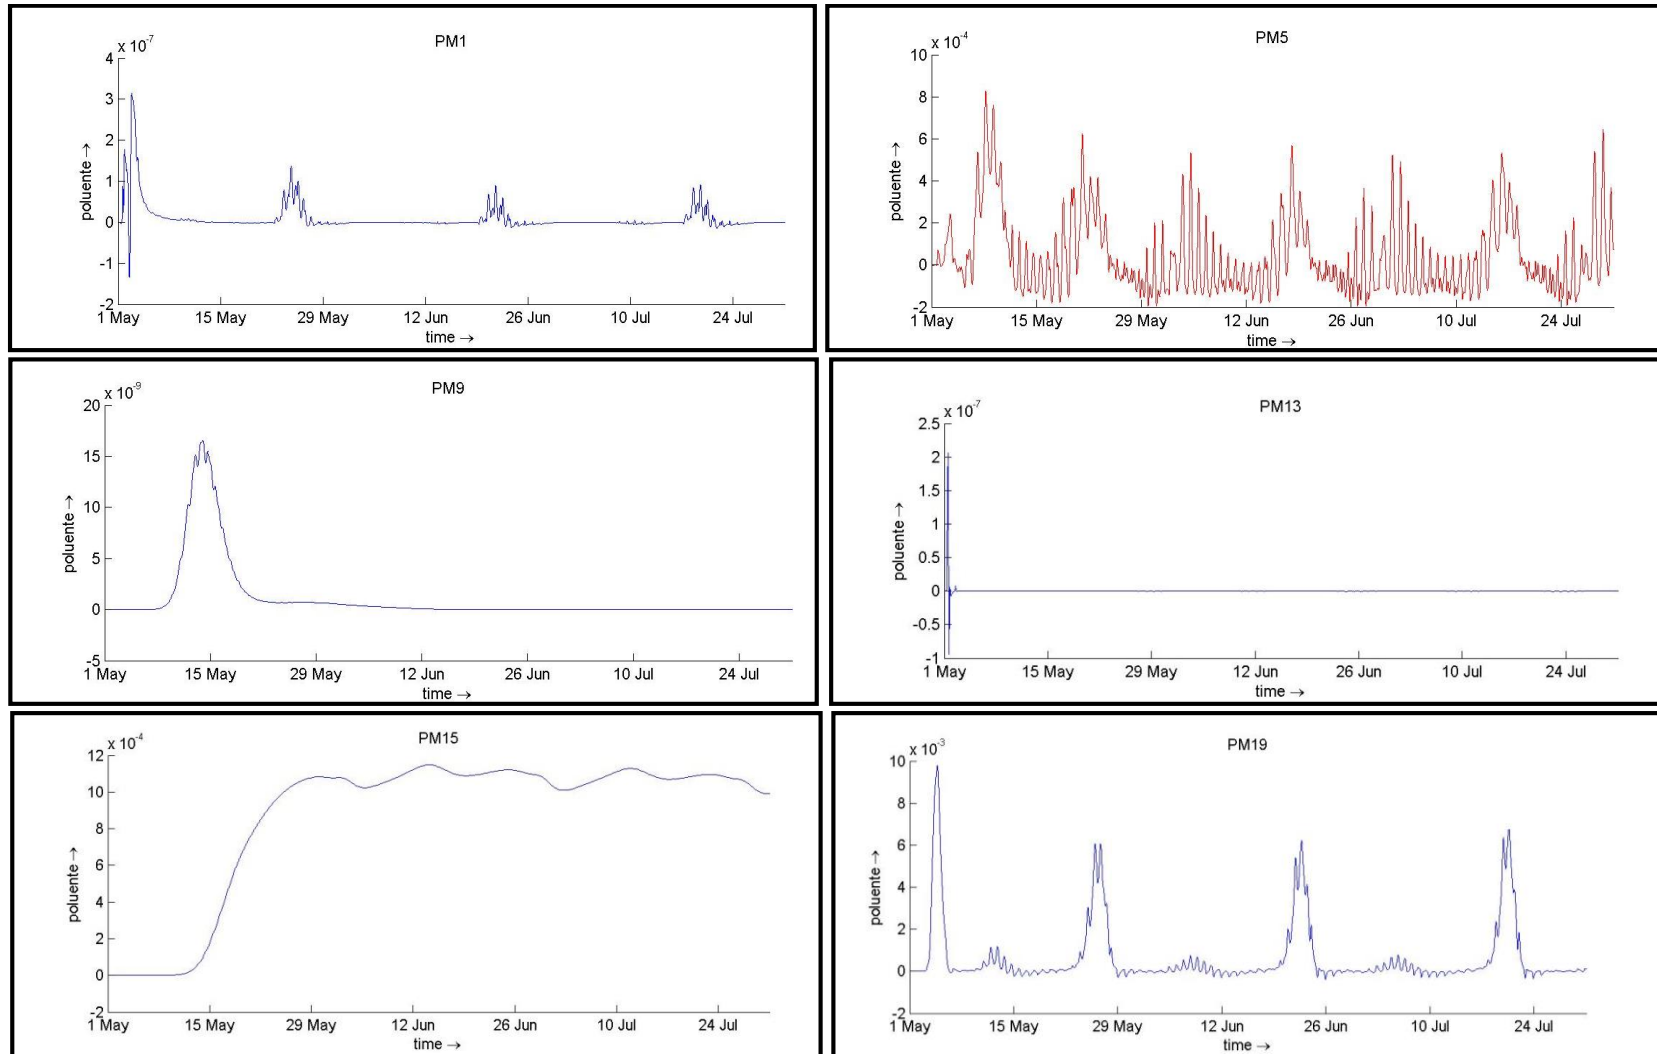 PM1
x 10-7
4
3
2
1
0
-1
-2
poluente →
1 May 15 May 29 May 12 Jun 26 Jun 10 Jul 24 Jul
time →
PM5
x 10-4
10
8
6
4
2
0
-2
poluente →
1 May 15 May 29 May 12 Jun 26 Jun 10 Jul 24 Jul
time →
PM9
x 10-9
20
15
10
5
0
-5
poluente →
1 May 15 May 29 May 12 Jun 26 Jun 10 Jul 24 Jul
time →
PM13
x 10-7
2.5
2
1.5
1
0.5
0
-0.5
-1
poluente →
1 May 15 May 29 May 12 Jun 26 Jun 10 Jul 24 Jul
time →
PM15
x 10-4
12
10
8
6
4
2
0
-2
poluente →
1 May 15 May 29 May 12 Jun 26 Jun 10 Jul 24 Jul
time →
PM19
x 10-3
10
8
6
4
2
0
-2
poluente →
1 May 15 May 29 May 12 Jun 26 Jun 10 Jul 24 Jul
time →